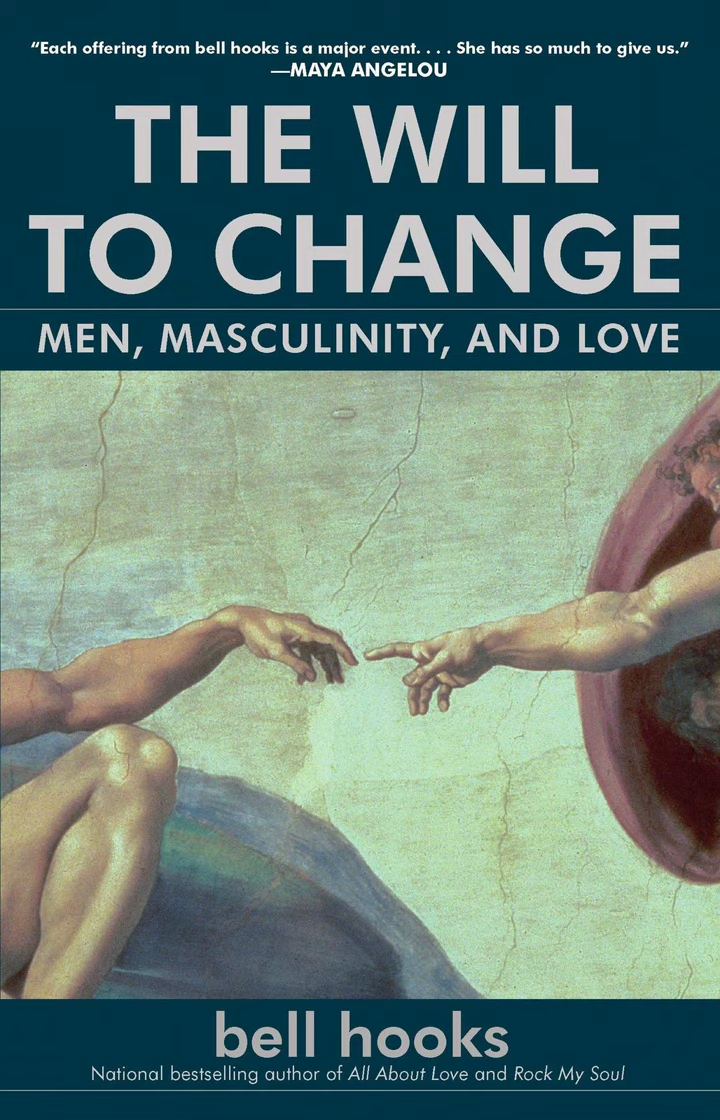 “Each offering from bell hooks is a major event. . . . She has so much to give us.”
—MAYA ANGELOU
THE WILL
TO CHANGE
MEN, MASCULINITY, AND LOVE
bell hooks
National bestselling author of All About Love and Rock My Soul